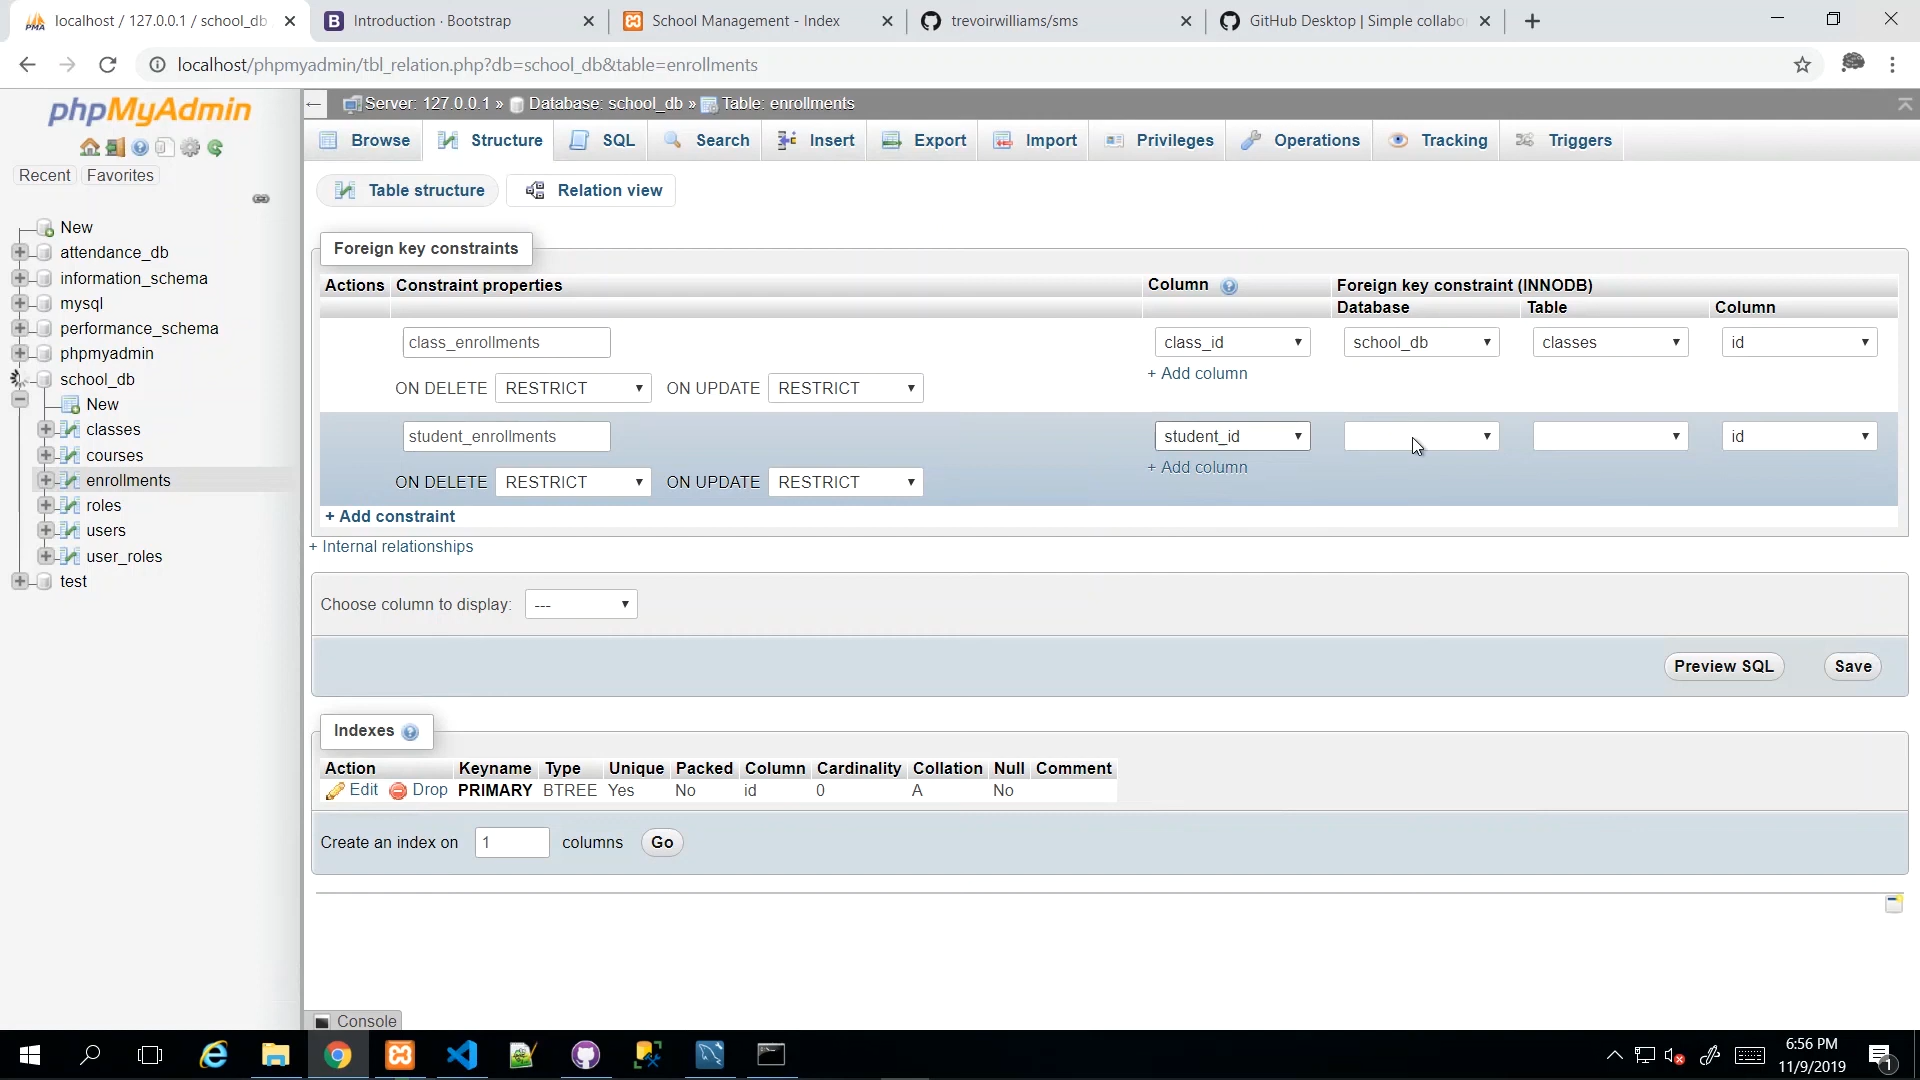 localhost / 127.0.0.1 / school_db
Introduction · Bootstrap
School Management - Index
trevoirwilliams/sms
GitHub Desktop | Simple collabo
localhost/phpmyadmin/tbl_relation.php?db=school_db&table=enrollments
phpMyAdmin
Recent
Favorites
New
attendance_db
information_schema
mysql
performance_schema
phpmyadmin
school_db
New
classes
courses
enrollments
roles
users
user_roles
test
Server: 127.0.0.1 » Database: school_db » Table: enrollments
Browse
Structure
SQL
Search
Insert
Export
Import
Privileges
Operations
Tracking
Triggers
Table structure
Relation view
Foreign key constraints
Actions
Constraint properties
Column
Foreign key constraint (INNODB)
Database
Table
Column
class_enrollments
class_id
school_db
classes
id
+ Add column
ON DELETE RESTRICT ON UPDATE RESTRICT
student_enrollments
student_id
id
+ Add column
ON DELETE RESTRICT ON UPDATE RESTRICT
+ Add constraint
+ Internal relationships
Choose column to display: ---
Preview SQL
Save
Indexes
Action Keyname Type Unique Packed Column Cardinality Collation Null Comment
Edit Drop PRIMARY BTREE Yes No id 0 A No
Create an index on 1 columns Go
Console
6:56 PM
11/9/2019
1